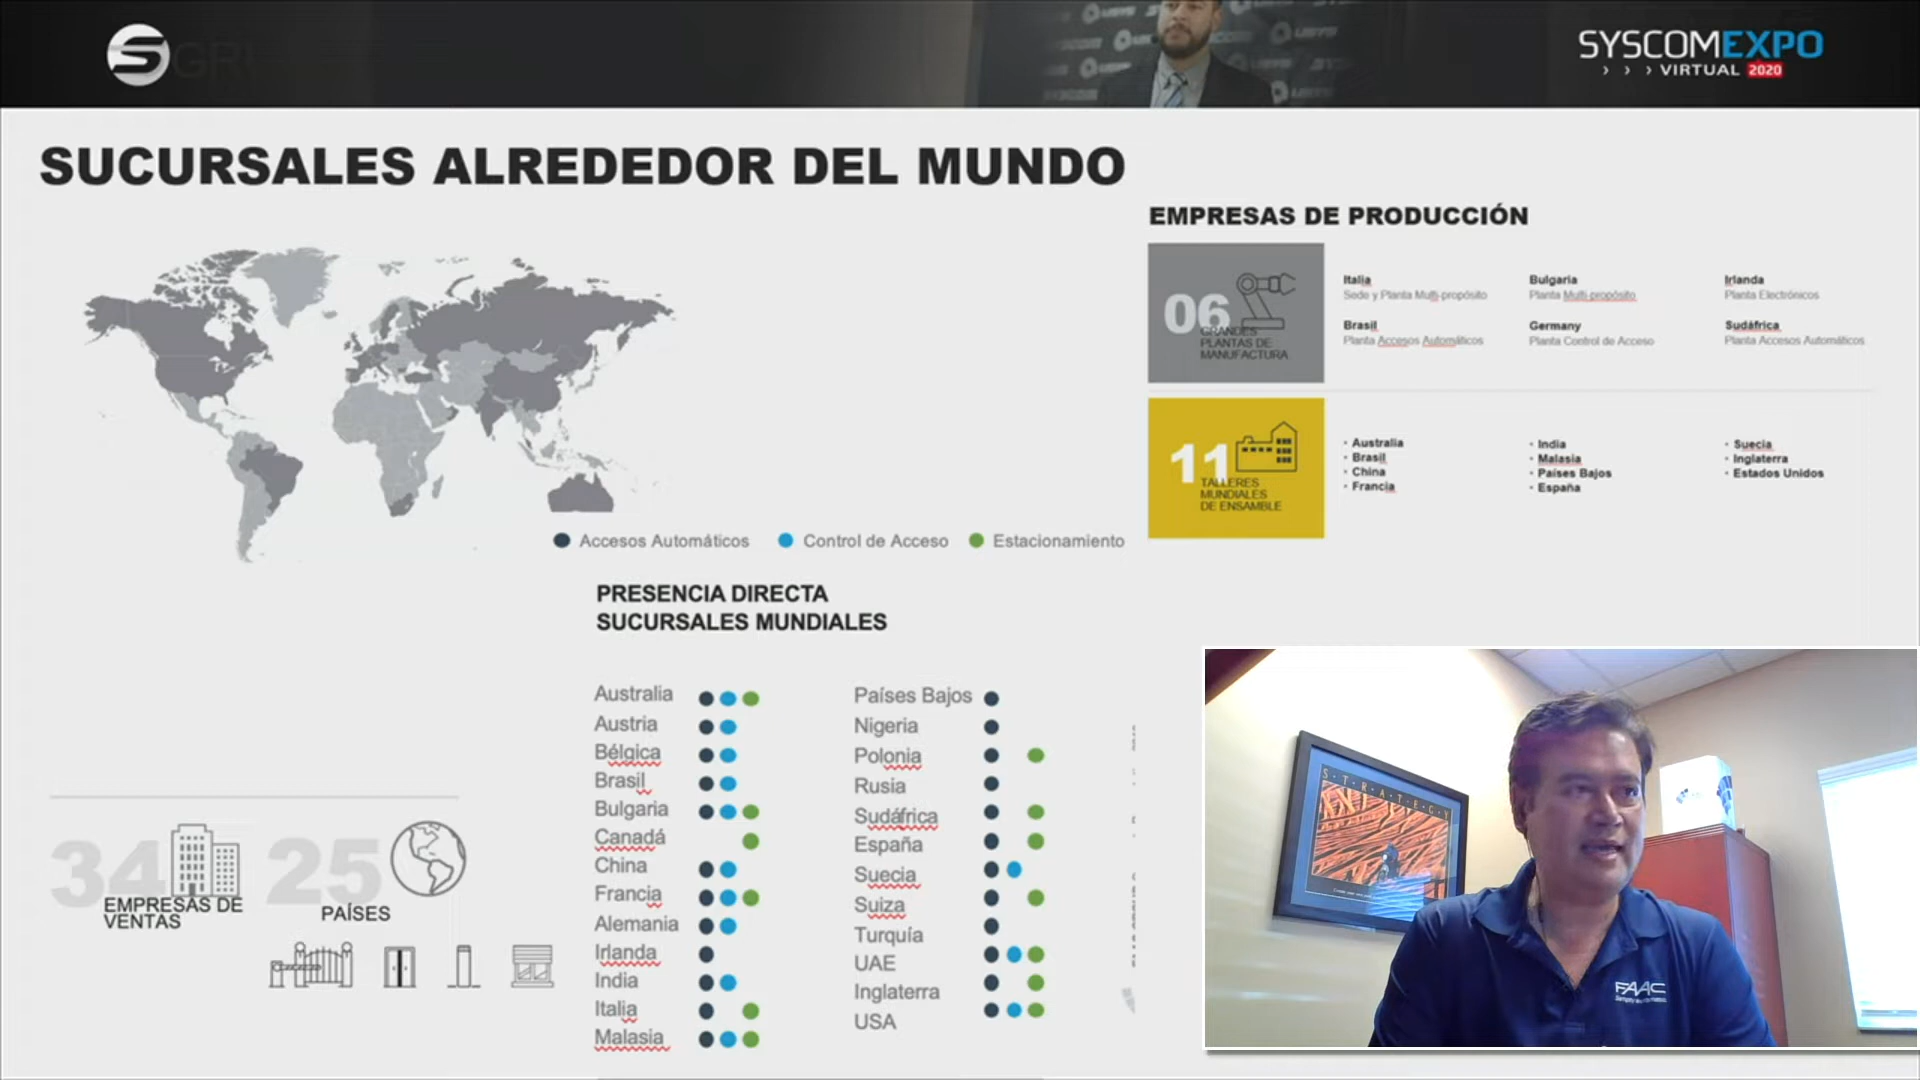 SYSCOMEXPO
› › › VIRTUAL 2020
SUCURSALES ALREDEDOR DEL MUNDO
EMPRESAS DE PRODUCCIÓN
06
GRANDES
PLANTAS DE
MANUFACTURA
Italia
Sede y Planta Multi-propósito
Bulgaria
Planta Multi-propósito
Irlanda
Planta Electrónicos
Brasil
Planta Accesos Automáticos
Germany
Planta Control de Acceso
Sudáfrica
Planta Accesos Automáticos
11
TALLERES
MUNDIALES
DE ENSAMBLE
• Australia
• Brasil
• China
• Francia
• India
• Malasia
• Países Bajos
• España
• Suecia
• Inglaterra
• Estados Unidos
Accesos Automáticos
Control de Acceso
Estacionamiento
PRESENCIA DIRECTA
SUCURSALES MUNDIALES
Australia
Austria
Bélgica
Brasil
Bulgaria
Canadá
China
Francia
Alemania
Irlanda
India
Italia
Malasia
Países Bajos
Nigeria
Polonia
Rusia
Sudáfrica
España
Suecia
Suiza
Turquía
UAE
Inglaterra
USA
34
EMPRESAS DE
VENTAS
25
PAÍSES
STRATEGY
FAAC